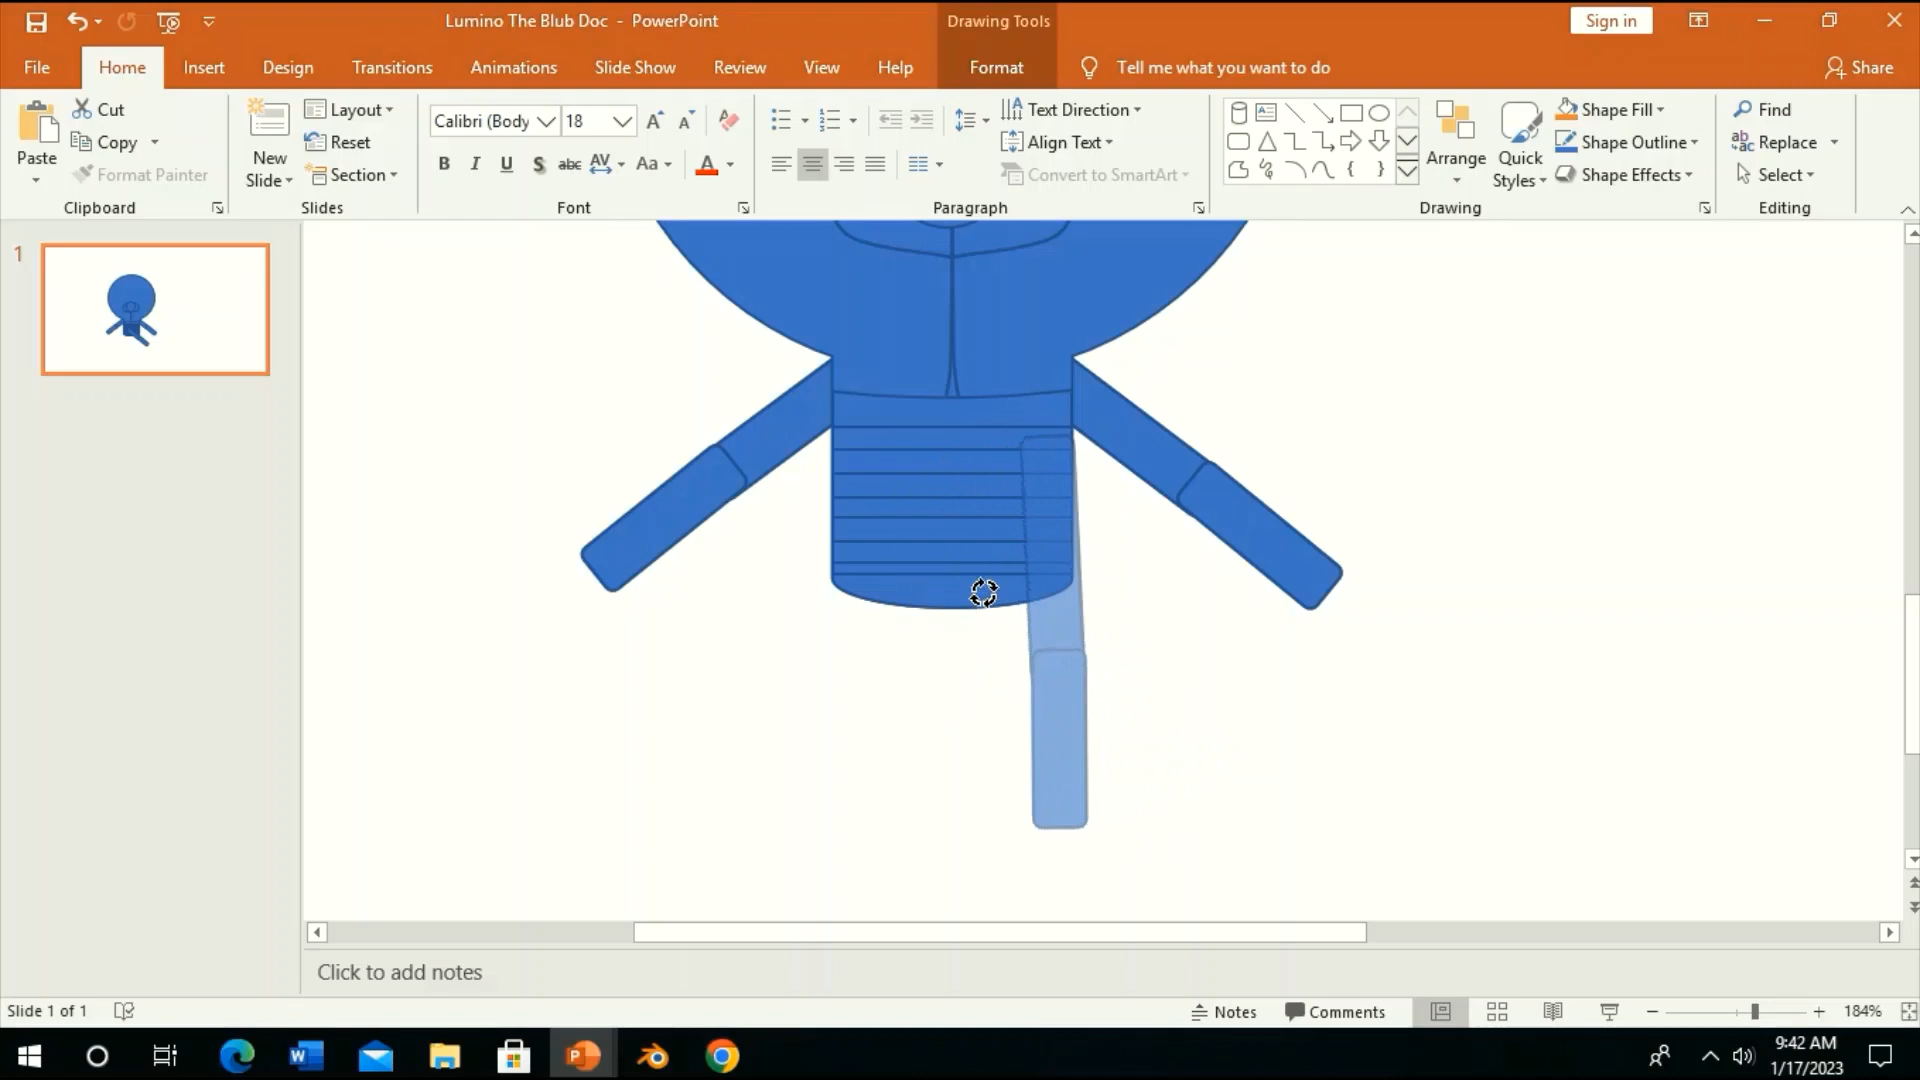 Lumino The Blub Doc - PowerPoint
Drawing Tools
Sign in
File
Home
Insert
Design
Transitions
Animations
Slide Show
Review
View
Help
Format
Tell me what you want to do
Share
Paste
Cut
Copy
Format Painter
Clipboard
New
Slide
Layout
Reset
Section
Slides
Calibri (Body
18
A
A
B
I
U
S
abc
AV
Aa
A
Font
Text Direction
Align Text
Convert to SmartArt
Paragraph
Arrange
Quick
Styles
Shape Fill
Shape Outline
Shape Effects
Drawing
Find
Replace
Select
Editing
1
Click to add notes
Slide 1 of 1
Notes
Comments
184%
9:42 AM
1/17/2023